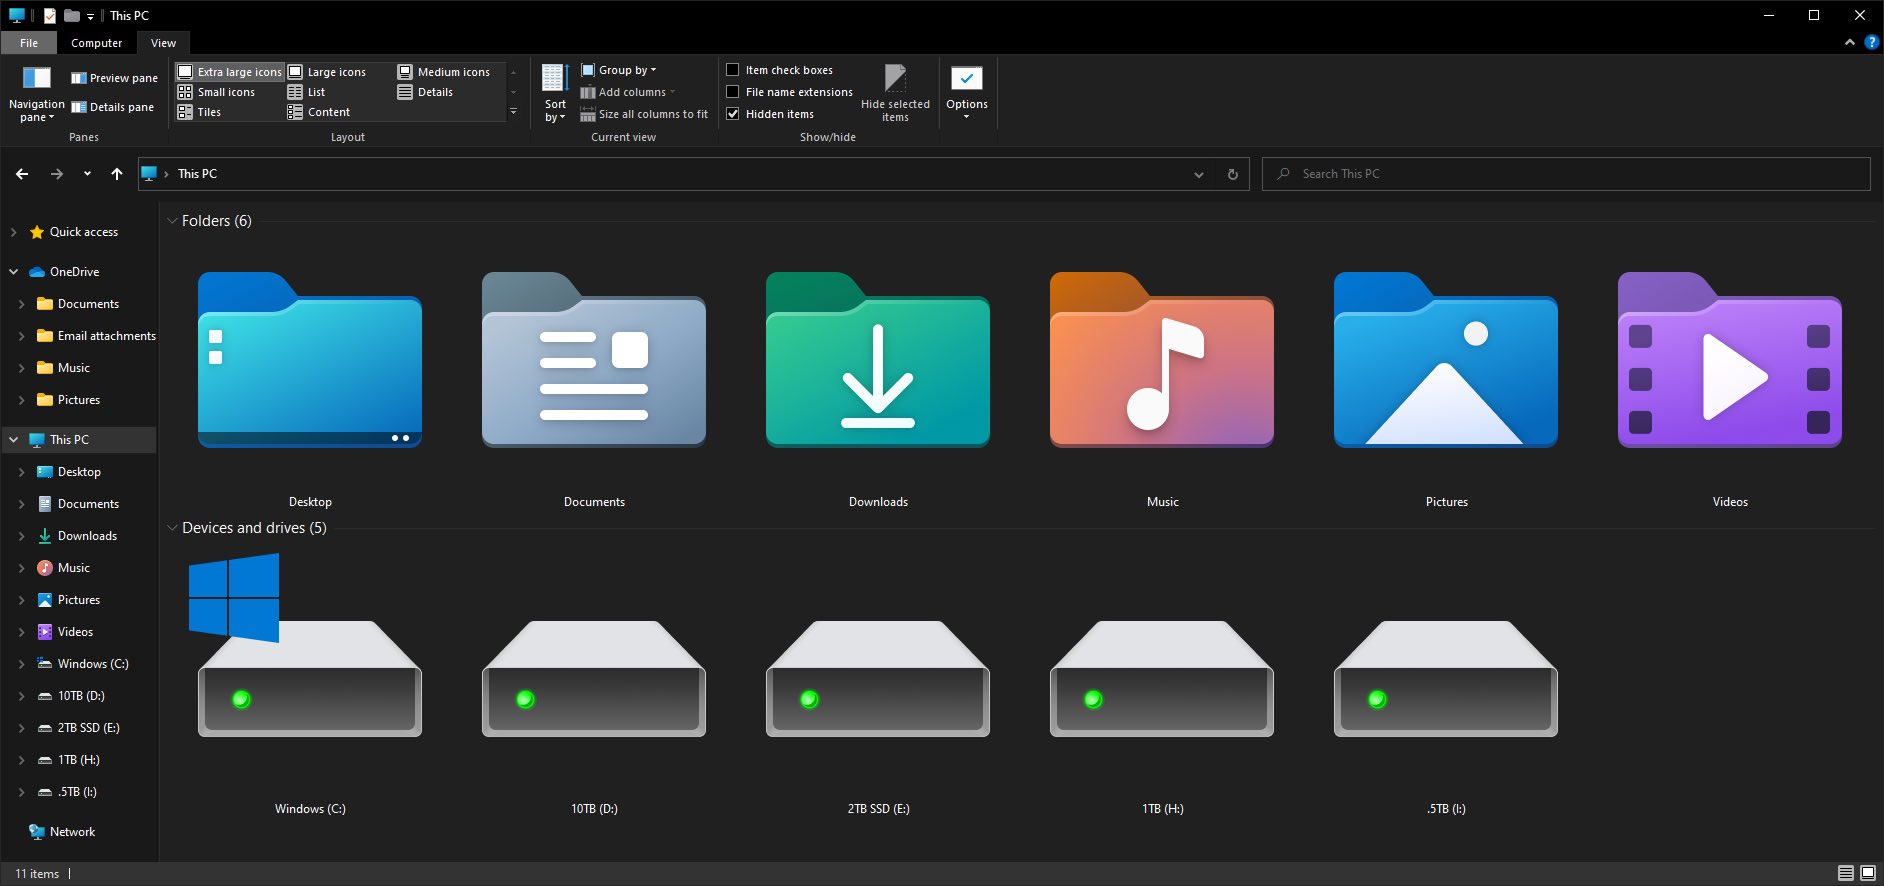 This PC
File Computer View
Navigation pane
Preview pane
Details pane
Panes
Extra large icons Large icons Medium icons
Small icons List Details
Tiles Content
Layout
Sort by
Group by
Add columns
Size all columns to fit
Current view
Item check boxes
File name extensions
Hidden items
Hide selected items
Show/hide
Options
This PC
Search This PC
Quick access
OneDrive
Documents
Email attachments
Music
Pictures
This PC
Desktop
Documents
Downloads
Music
Pictures
Videos
Windows (C:)
10TB (D:)
2TB SSD (E:)
1TB (H:)
.5TB (I:)
Network
Folders (6)
Desktop Documents Downloads Music Pictures Videos
Devices and drives (5)
Windows (C:) 10TB (D:) 2TB SSD (E:) 1TB (H:) .5TB (I:)
11 items